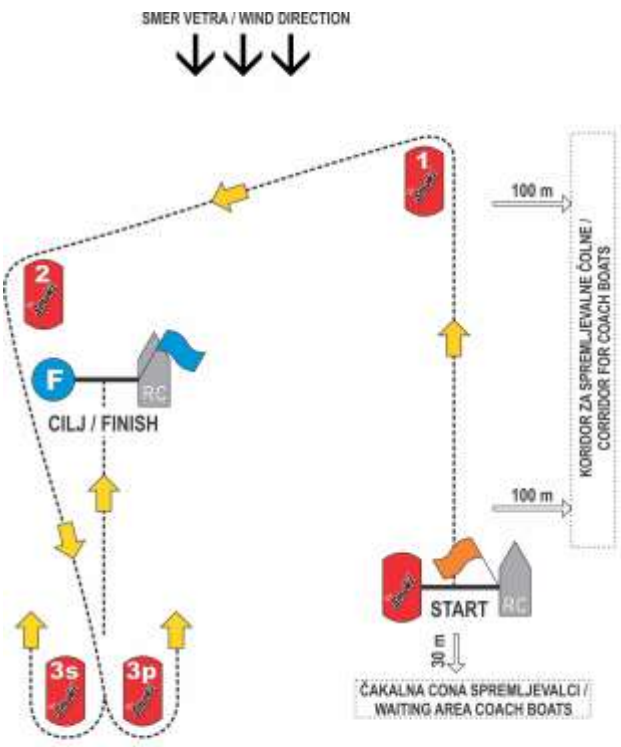 SMER VETRA / WIND DIRECTION
1
100 m
2
KORIDOR ZA SPREMLJEVALNE ČOLNE /
CORRIDOR FOR COACH BOATS
F
RC
CILJ / FINISH
100 m
START
RC
30 m
3s
3p
ČAKALNA CONA SPREMLJEVALCI /
WAITING AREA COACH BOATS